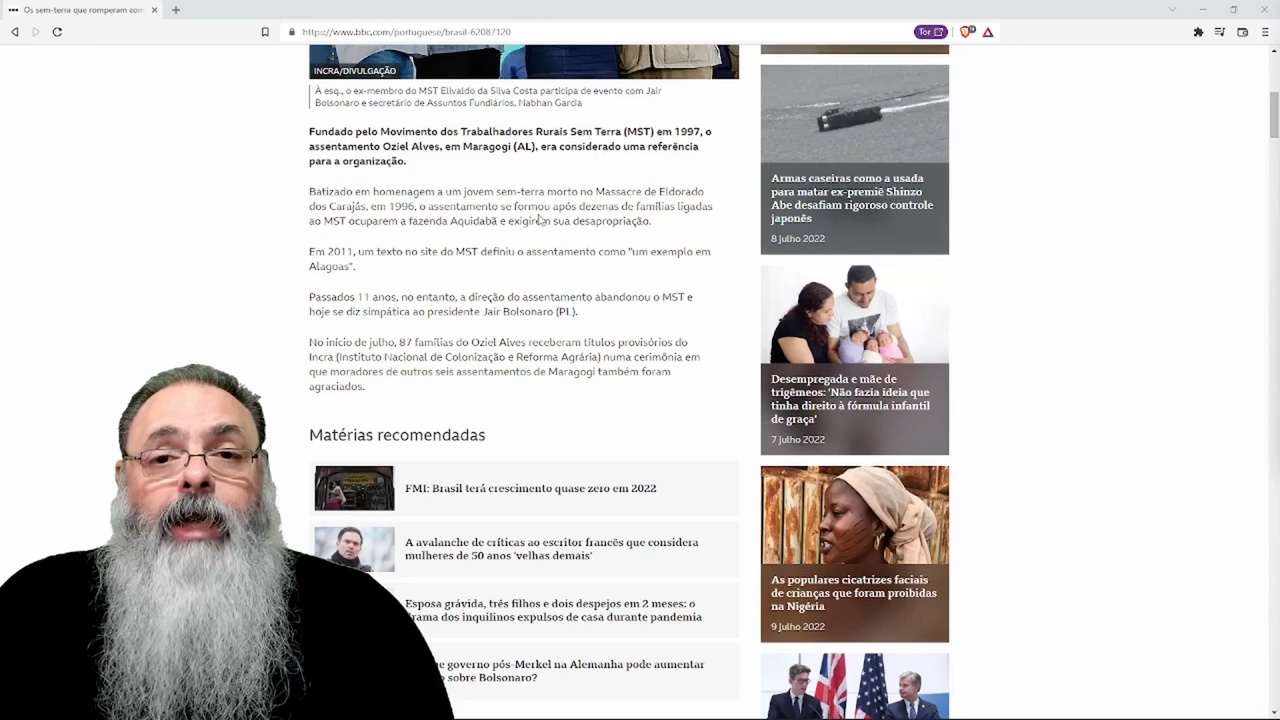 Os sem-terra que romperam com
https://www.bbc.com/portuguese/brasil-62087120
Tor
INCRA/DIVULGAÇÃO
À esq., o ex-membro do MST Elivaldo da Silva Costa participa de evento com Jair
Bolsonaro e secretário de Assuntos Fundiários, Nabhan Garcia
Fundado pelo Movimento dos Trabalhadores Rurais Sem Terra (MST) em 1997, o
assentamento Oziel Alves, em Maragogi (AL), era considerado uma referência
para a organização.
Batizado em homenagem a um jovem sem-terra morto no Massacre de Eldorado
dos Carajás, em 1996, o assentamento se formou após dezenas de famílias ligadas
ao MST ocuparem a fazenda Aquidabã e exigirem sua desapropriação.
Em 2011, um texto no site do MST definiu o assentamento como "um exemplo em
Alagoas".
Passados 11 anos, no entanto, a direção do assentamento abandonou o MST e
hoje se diz simpática ao presidente Jair Bolsonaro (PL).
No início de julho, 87 famílias do Oziel Alves receberam títulos provisórios do
Incra (Instituto Nacional de Colonização e Reforma Agrária) numa cerimônia em
que moradores de outros seis assentamentos de Maragogi também foram
agraciados.
Matérias recomendadas
FMI: Brasil terá crescimento quase zero em 2022
A avalanche de críticas ao escritor francês que considera
mulheres de 50 anos 'velhas demais'
Esposa grávida, três filhos e dois despejos em 2 meses: o
drama dos inquilinos expulsos de casa durante pandemia
e governo pós-Merkel na Alemanha pode aumentar
sobre Bolsonaro?
Armas caseiras como a usada
para matar ex-premiê Shinzo
Abe desafiam rigoroso controle
japonês
8 julho 2022
Desempregada e mãe de
trigêmeos: 'Não fazia ideia que
tinha direito à fórmula infantil
de graça'
7 julho 2022
As populares cicatrizes faciais
de crianças que foram proibidas
na Nigéria
9 julho 2022